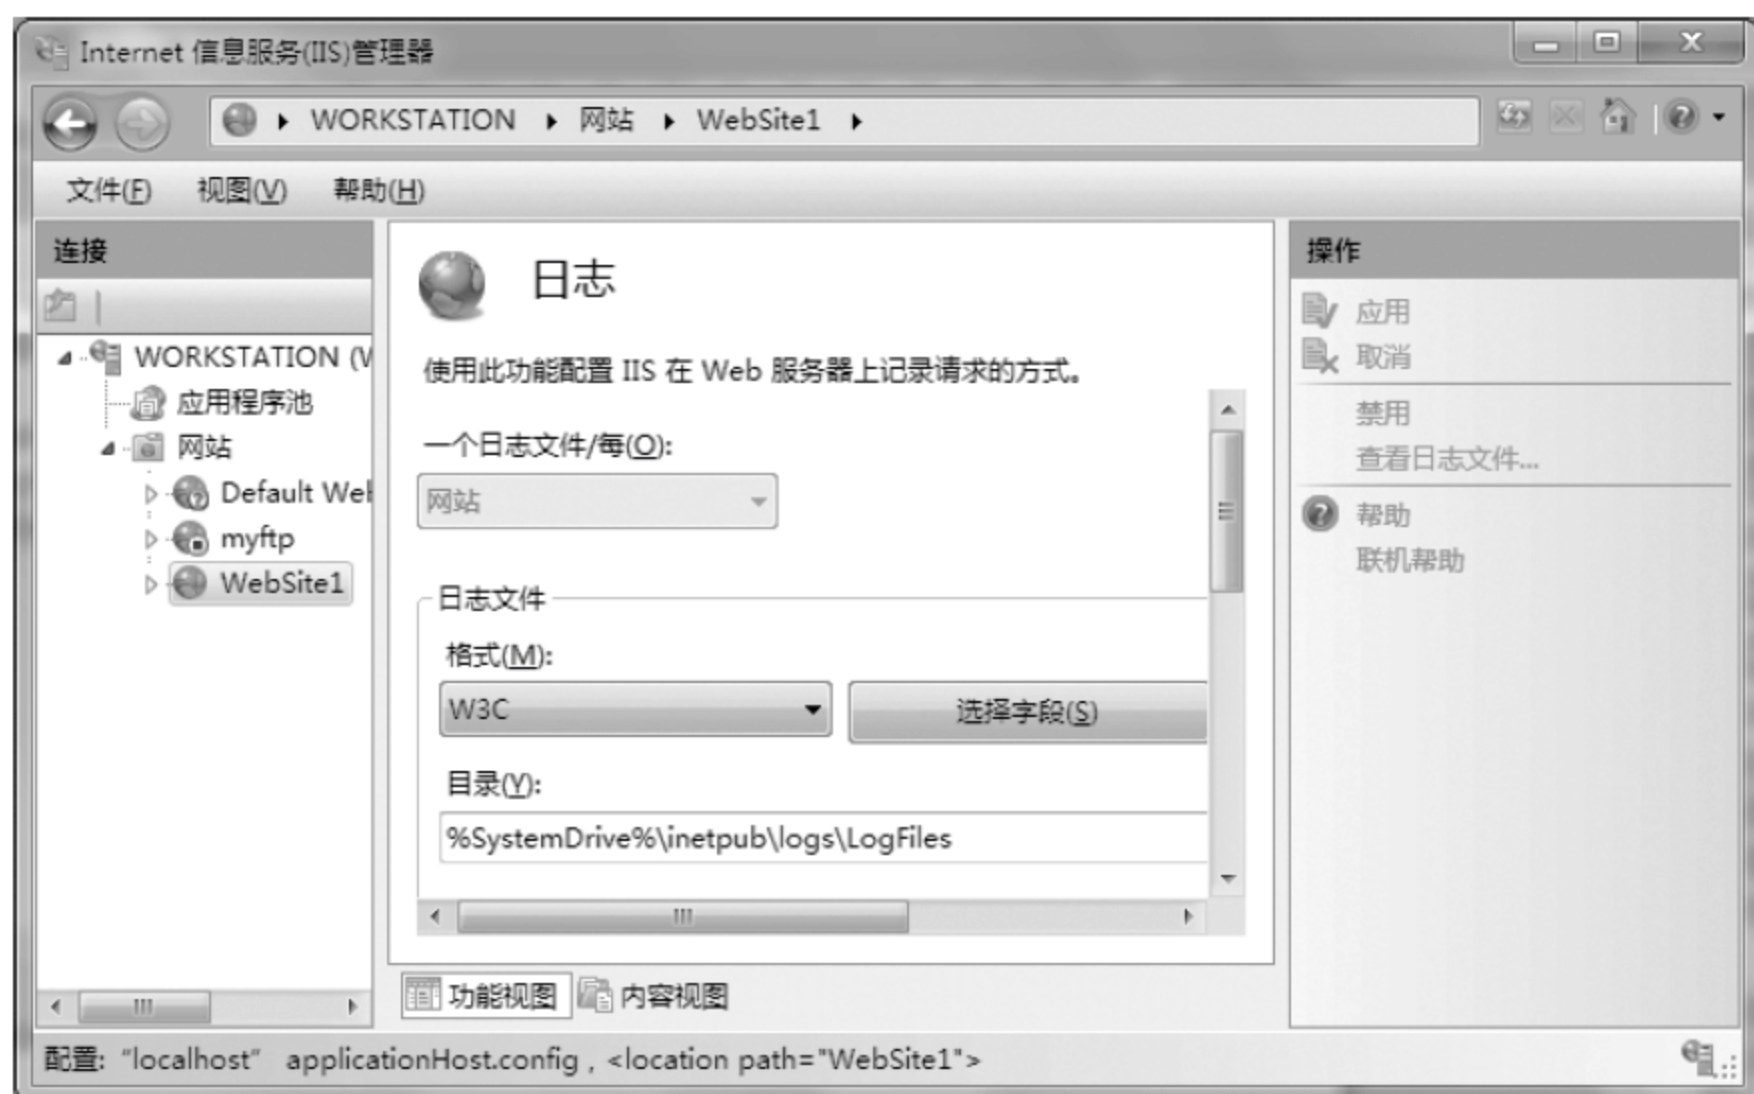 Internet 信息服务(IIS)管理器
WORKSTATION 网站 WebSite1
文件(F) 视图(V) 帮助(H)
连接
WORKSTATION (W
应用程序池
网站
Default Web
myftp
WebSite1
日志
使用此功能配置 IIS 在 Web 服务器上记录请求的方式。
一个日志文件/每(O):
网站
日志文件
格式(M):
W3C
选择字段(S)
目录(Y):
%SystemDrive%\inetpub\logs\LogFiles
功能视图 内容视图
操作
应用
取消
禁用
查看日志文件...
帮助
联机帮助
配置: "localhost" applicationHost.config , <location path="WebSite1">